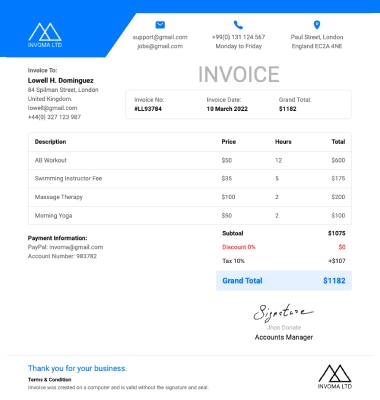 INVOMA LTD
support@gmail.com
jobs@gmail.com
+99(0) 131 124 567
Monday to Friday
Paul Street, London
England EC2A 4NE
Invoice To:
Lowell H. Dominguez
84 Spilman Street, London
United Kingdom.
lowell@gmail.com
+44(0) 327 123 987
INVOICE
Invoice No:
#LL93784
Invoice Date:
10 March 2022
Grand Total:
$1182
Description Price Hours Total
AB Workout $50 12 $600
Swimming Instructor Fee $35 5 $175
Massage Therapy $100 2 $200
Morning Yoga $50 2 $100
Payment Information:
PayPal: invoma@gmail.com
Account Number: 983782
Subtoal $1075
Discount 0% $0
Tax 10% +$107
Grand Total $1182
Signature
Jhon Donate
Accounts Manager
Thank you for your business.
Terms & Condition
Invoice was created on a computer and is valid without the signature and seal.
INVOMA LTD